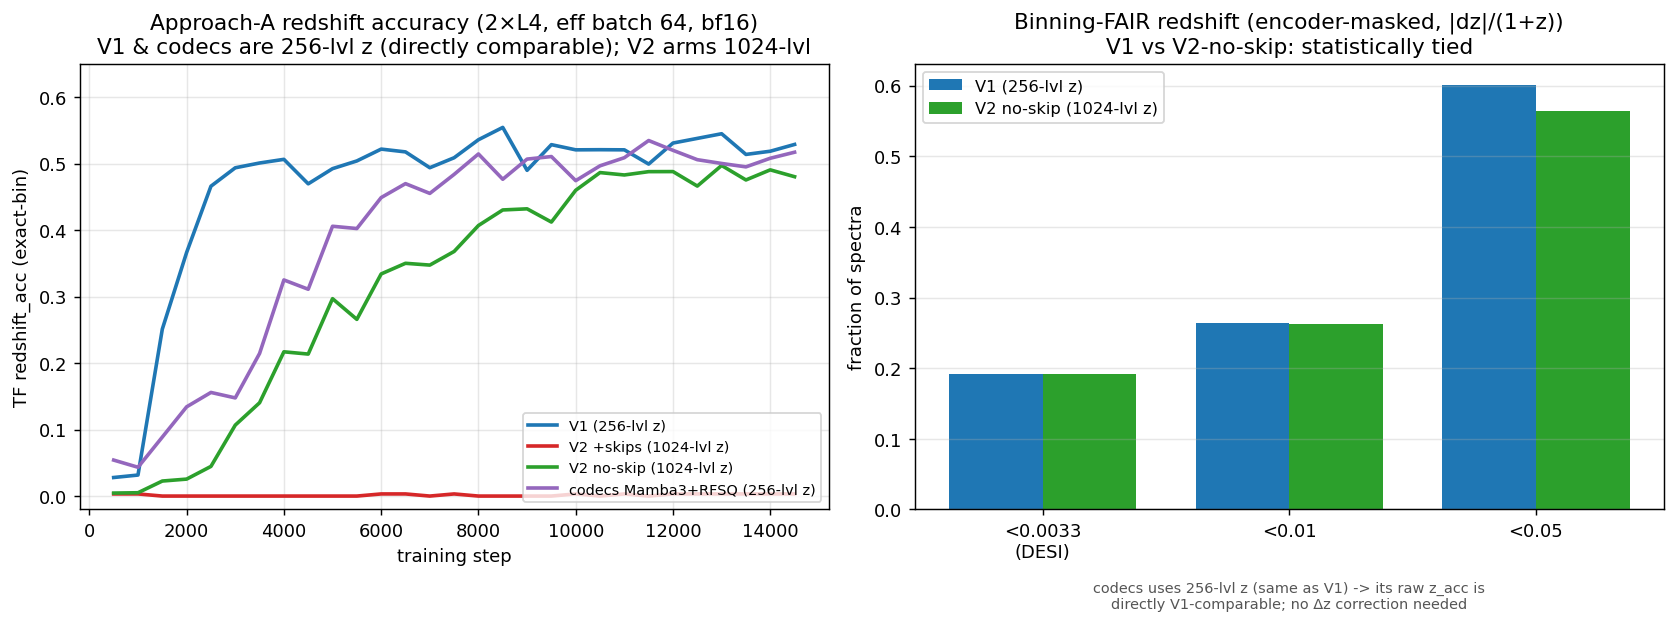 Approach-A redshift accuracy (2×L4, eff batch 64, bf16)
V1 & codecs are 256-lvl z (directly comparable); V2 arms 1024-lvl
TF redshift_acc (exact-bin)
0.6
0.5
0.4
0.3
0.2
0.1
0.0
V1 (256-lvl z)
V2 +skips (1024-lvl z)
V2 no-skip (1024-lvl z)
codecs Mamba3+RFSQ (256-lvl z)
0 2000 4000 6000 8000 10000 12000 14000
training step
Binning-FAIR redshift (encoder-masked, |dz|/(1+z))
V1 vs V2-no-skip: statistically tied
fraction of spectra
V1 (256-lvl z)
V2 no-skip (1024-lvl z)
0.6
0.5
0.4
0.3
0.2
0.1
0.0
<0.0033 <0.01 <0.05
(DESI)
codecs uses 256-lvl z (same as V1) -> its raw z_acc is
directly V1-comparable; no Δz correction needed